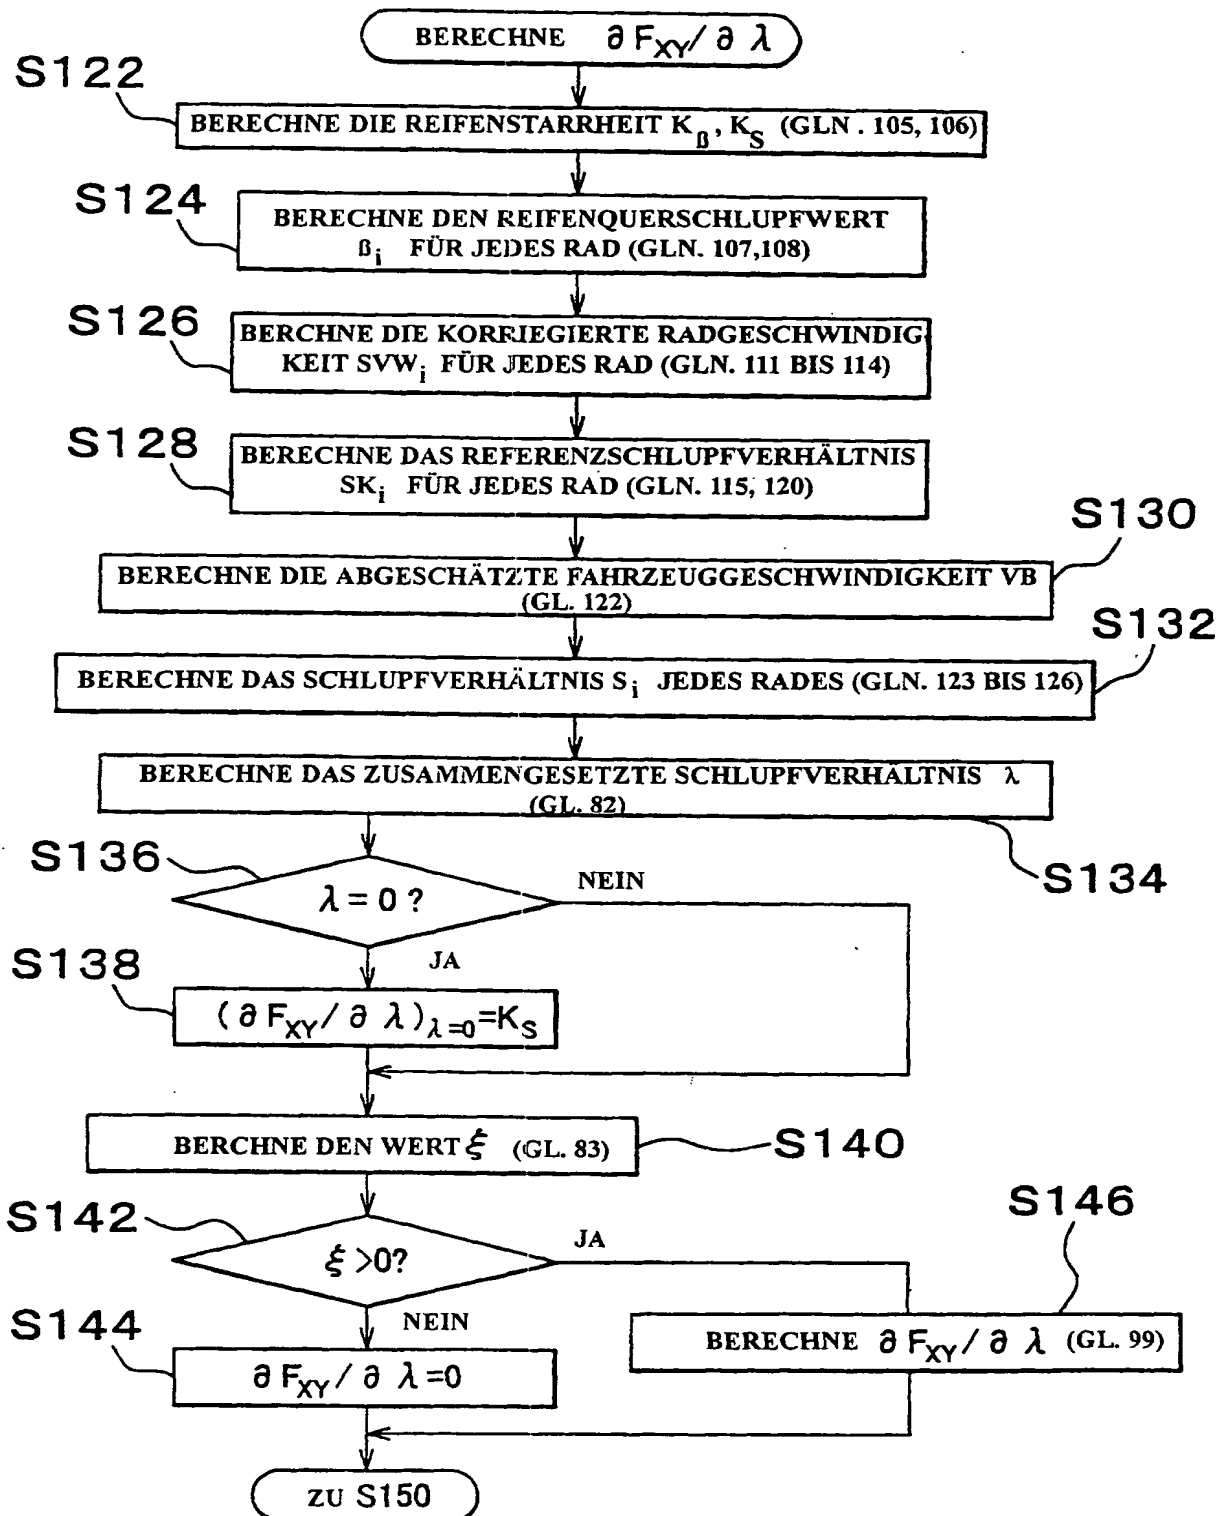 BERECHNE ∂F_XY/∂λ
S122
BERECHNE DIE REIFENSTARRHEIT K_ß, K_S (GLN . 105, 106)
S124
BERECHNE DEN REIFENQUERSCHLUPFWERT
ß_i FÜR JEDES RAD (GLN. 107,108)
S126
BERCHNE DIE KORRIEGIERTE RADGESCHWINDIG-
KEIT SVW_i FÜR JEDES RAD (GLN. 111 BIS 114)
S128
BERECHNE DAS REFERENZSCHLUPFVERHÄLTNIS
SK_i FÜR JEDES RAD (GLN. 115, 120)
S130
BERECHNE DIE ABGESCHÄTZTE FAHRZEUGGESCHWINDIGKEIT VB
(GL. 122)
S132
BERECHNE DAS SCHLUPFVERHÄLTNIS S_i JEDES RADES (GLN. 123 BIS 126)
BERECHNE DAS ZUSAMMENGESETZTE SCHLUPFVERHÄLTNIS λ
(GL. 82)
S134
S136
λ = 0 ?
NEIN
JA
S138
(∂F_XY/∂λ)_λ=0=K_S
BERCHNE DEN WERT ξ (GL. 83)
S140
S142
ξ >0?
JA
S146
NEIN
BERECHNE ∂F_XY/∂λ (GL. 99)
S144
∂F_XY/∂λ=0
ZU S150